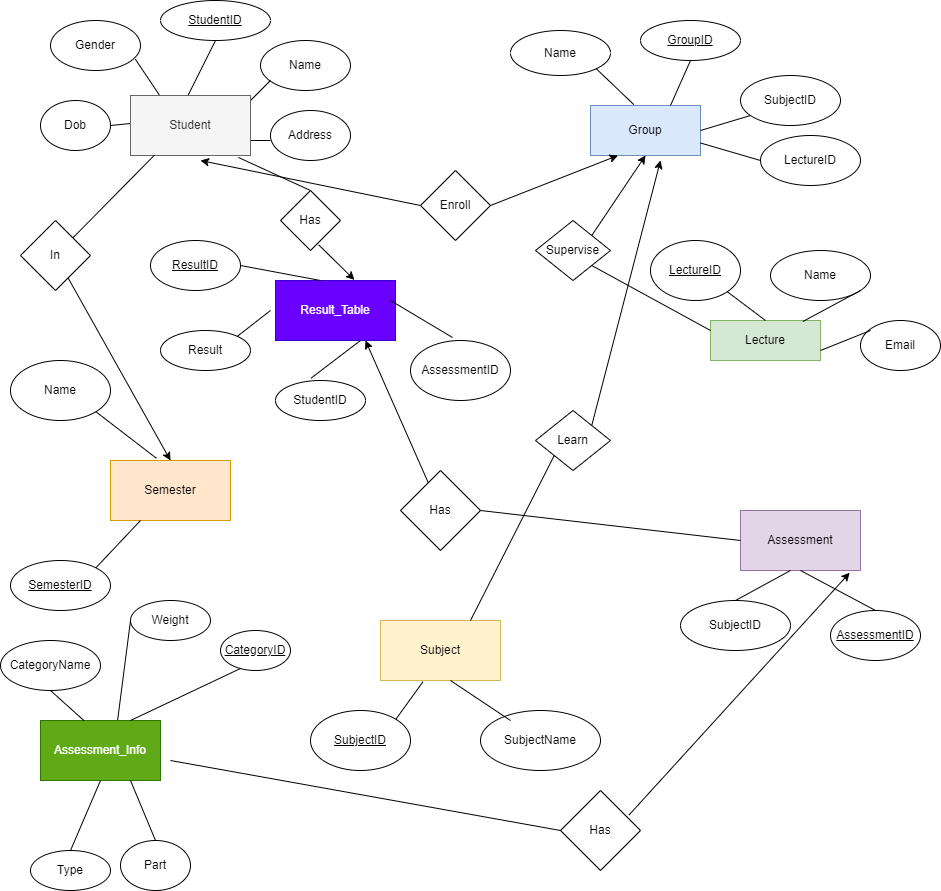 StudentID
Gender
Name
Student
Dob
Address
Name
GroupID
SubjectID
Group
LectureID
Enroll
Has
In
Supervise
ResultID
LectureID
Name
Result_Table
Lecture
Email
Result
AssessmentID
StudentID
Name
Learn
Semester
Has
Assessment
SemesterID
SubjectID
AssessmentID
Weight
CategoryName
CategoryID
Subject
Assessment_Info
SubjectID
SubjectName
Type
Part
Has